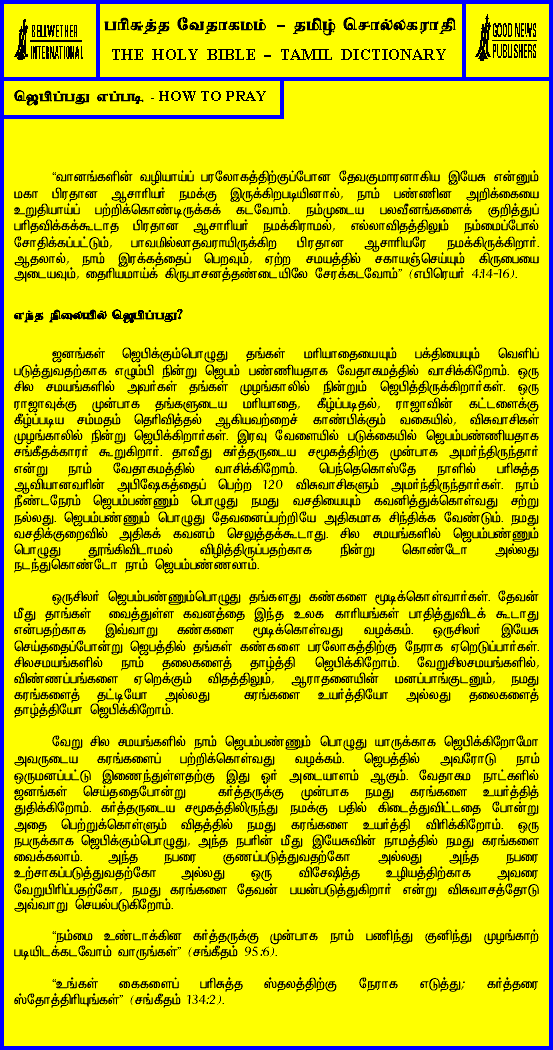 BELLWETHER
INTERNATIONAL
பரிசுத்த வேதாகமம் – தமிழ் சொல்லகராதி
THE HOLY BIBLE – TAMIL DICTIONARY
GOOD NEWS
PUBLISHERS
ஜெபிப்பது எப்படி - HOW TO PRAY
“வானங்களின் வழியாய்ப் பரலோகத்திற்குப்போன தேவகுமாரனாகிய இயேசு என்னும்
மகா பிரதான ஆசாரியர் நமக்கு இருக்கிறபடியினால், நாம் பண்ணின அறிக்கையை
உறுதியாய்ப் பற்றிக்கொண்டிருக்கக் கடவோம். நம்முடைய பலவீனங்களைக் குறித்துப்
பரிதவிக்கக்கூடாத பிரதான ஆசாரியர் நமக்கிராமல், எல்லாவிதத்திலும் நம்மைப்போல்
சோதிக்கப்பட்டும், பாவமில்லாதவராயிருக்கிற பிரதான ஆசாரியரே நமக்கிருக்கிறார்.
ஆதலால், நாம் இரக்கத்தைப் பெறவும், ஏற்ற சமயத்தில் சகாயஞ்செய்யும் கிருபையை
அடையவும், தைரியமாய்க் கிருபாசனத்தண்டையிலே சேரக்கடவோம்” (எபிரெயர் 4:14-16).
எந்த நிலையில் ஜெபிப்பது?
ஜனங்கள் ஜெபிக்கும்பொழுது தங்கள் மரியாதையையும் பக்தியையும் வெளிப்
படுத்துவதற்காக எழும்பி நின்று ஜெபம் பண்ணியதாக வேதாகமத்தில் வாசிக்கிறோம். ஒரு
சில சமயங்களில் அவர்கள் தங்கள் முழங்காலில் நின்றும் ஜெபித்திருக்கிறார்கள். ஒரு
ராஜாவுக்கு முன்பாக தங்களுடைய மரியாதை, கீழ்ப்படிதல், ராஜாவின் கட்டளைக்கு
கீழ்ப்படிய சம்மதம் தெரிவித்தல் ஆகியவற்றைச் காண்பிக்கும் வகையில், விசுவாசிகள்
முழங்காலில் நின்று ஜெபிக்கிறார்கள். இரவு வேளையில் படுக்கையில் ஜெபம்பண்ணியதாக
சங்கீதக்காரர் கூறுகிறார். தாவீது கர்த்தருடைய சமூகத்திற்கு முன்பாக அமர்ந்திருந்தார்
என்று நாம் வேதாகமத்தில் வாசிக்கிறோம். பெந்தெகொஸ்தே நாளில் பரிசுத்த
ஆவியானவரின் அபிஷேகத்தைப் பெற்ற 120 விசுவாசிகளும் அமர்ந்திருந்தார்கள். நாம்
நீண்டநேரம் ஜெபம்பண்ணும் பொழுது நமது வசதியையும் கவனித்துக்கொள்வது சற்று
நல்லது. ஜெபம்பண்ணும் பொழுது தேவனைப்பற்றியே அதிகமாக சிந்திக்க வேண்டும். நமது
வசதிக்குறைவில் அதிகக் கவனம் செலுத்தக்கூடாது. சில சமயங்களில் ஜெபம்பண்ணும்
பொழுது தூங்கிவிடாமல் விழித்திருப்பதற்காக நின்று கொண்டோ அல்லது
நடந்துகொண்டோ நாம் ஜெபம்பண்ணலாம்.
ஒருசிலர் ஜெபம்பண்ணும்பொழுது தங்களது கண்களை மூடிக்கொள்வார்கள். தேவன்
மீது தாங்கள் வைத்துள்ள கவனத்தை இந்த உலக காரியங்கள் பாதித்துவிடக் கூடாது
என்பதற்காக இவ்வாறு கண்களை மூடிக்கொள்வது வழக்கம். ஒருசிலர் இயேசு
செய்ததைப்போன்று ஜெபத்தில் தங்கள் கண்களை பரலோகத்திற்கு நேராக ஏறெடுப்பார்கள்.
சிலசமயங்களில் நாம் தலைகளைத் தாழ்த்தி ஜெபிக்கிறோம். வேறுசிலசமயங்களில்,
விண்ணப்பங்களை ஏறெக்கும் விதத்திலும், ஆராதனையின் மனப்பாங்குடனும், நமது
கரங்களைத் தட்டியோ அல்லது கரங்களை உயர்த்தியோ அல்லது தலைகளைத்
தாழ்த்தியோ ஜெபிக்கிறோம்.
வேறு சில சமயங்களில் நாம் ஜெபம்பண்ணும் பொழுது யாருக்காக ஜெபிக்கிறோமோ
அவருடைய கரங்களைப் பற்றிக்கொள்வது வழக்கம். ஜெபத்தில் அவரோடு நாம்
ஒருமனப்பட்டு இணைந்துள்ளதற்கு இது ஓர் அடையாளம் ஆகும். வேதாகம நாட்களில்
ஜனங்கள் செய்ததைபோன்று கர்த்தருக்கு முன்பாக நமது கரங்களை உயர்த்தித்
துதிக்கிறோம். கர்த்தருடைய சமூகத்திலிருந்து நமக்கு பதில் கிடைத்துவிட்டதை போன்று
அதை பெற்றுக்கொள்ளும் விதத்தில் நமது கரங்களை உயர்த்தி விரிக்கிறோம். ஒரு
நபருக்காக ஜெபிக்கும்பொழுது, அந்த நபரின் மீது இயேசுவின் நாமத்தில் நமது கரங்களை
வைக்கலாம். அந்த நபரை குணப்படுத்துவதற்கோ அல்லது அந்த நபரை
உற்சாகப்படுத்துவதற்கோ அல்லது ஒரு விசேஷித்த உழியத்திற்காக அவரை
வேறுபிரிப்பதற்கோ, நமது கரங்களை தேவன் பயன்படுத்துகிறார் என்று விசுவாசத்தோடு
அவ்வாறு செயல்படுகிறோம்.
“நம்மை உண்டாக்கின கர்த்தருக்கு முன்பாக நாம் பணிந்து குனிந்து முழங்காற்
படியிடக்கடவோம் வாருங்கள்” (சங்கீதம் 95:6).
“உங்கள் கைகளைப் பரிசுத்த ஸ்தலத்திற்கு நேராக எடுத்து; கர்த்தரை
ஸ்தோத்திரியுங்கள்” (சங்கீதம் 134:2).